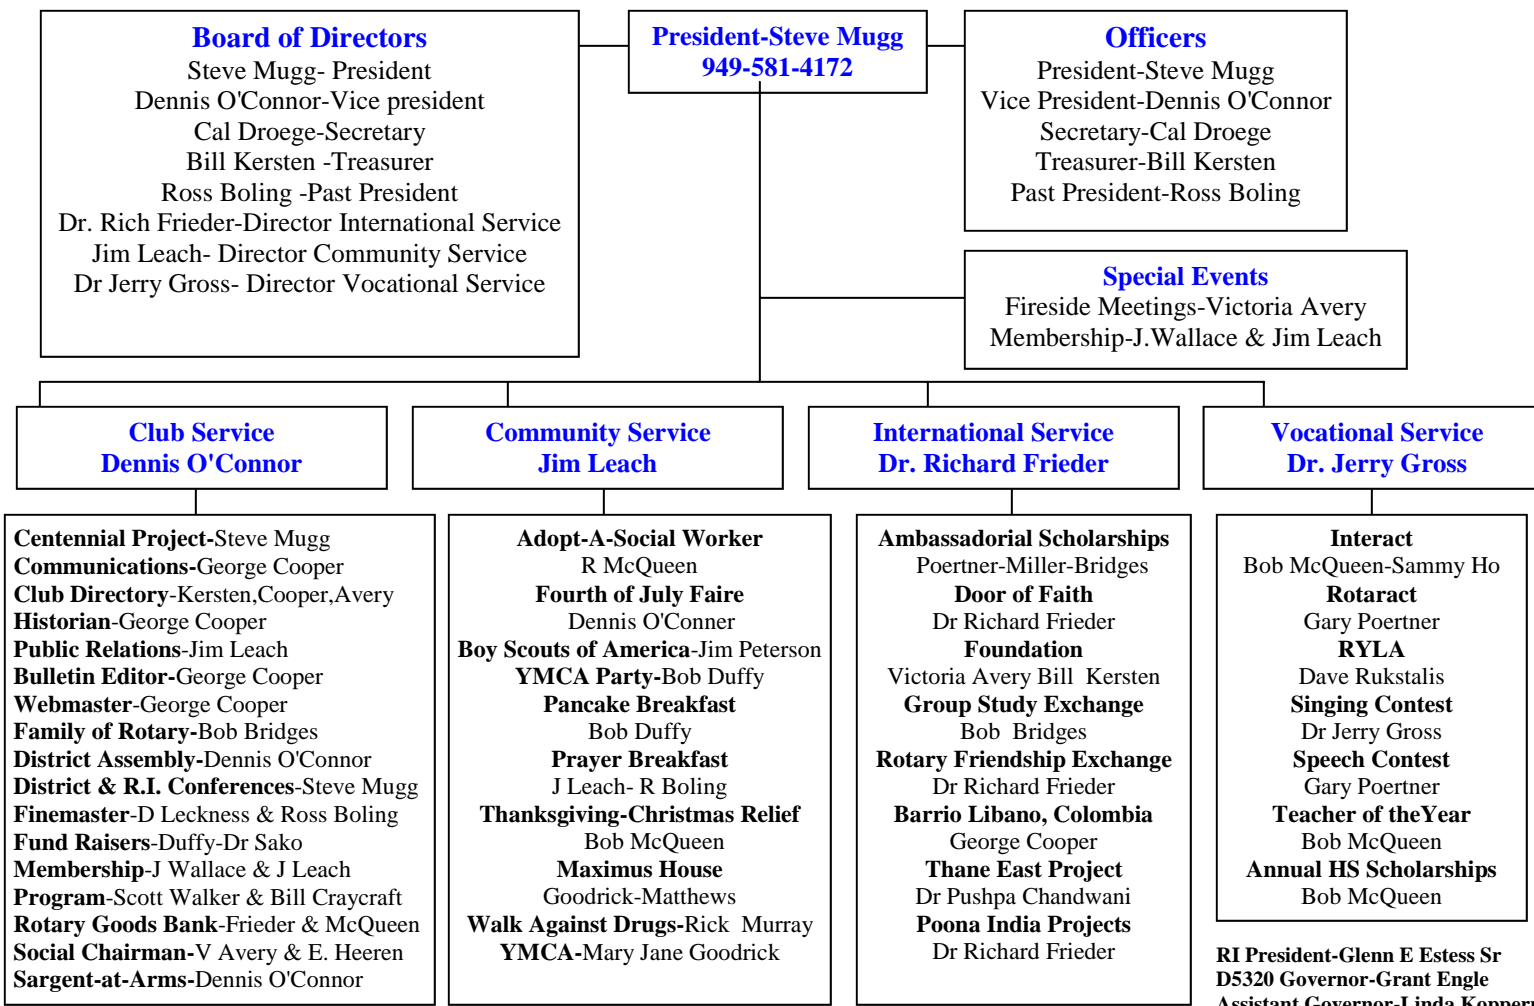 Board of Directors
Steve Mugg- President
Dennis O'Connor-Vice president
Cal Droege-Secretary
Bill Kersten -Treasurer
Ross Boling -Past President
Dr. Rich Frieder-Director International Service
Jim Leach- Director Community Service
Dr Jerry Gross- Director Vocational Service
President-Steve Mugg
949-581-4172
Officers
President-Steve Mugg
Vice President-Dennis O'Connor
Secretary-Cal Droege
Treasurer-Bill Kersten
Past President-Ross Boling
Special Events
Fireside Meetings-Victoria Avery
Membership-J.Wallace & Jim Leach
Club Service
Dennis O'Connor
Community Service
Jim Leach
International Service
Dr. Richard Frieder
Vocational Service
Dr. Jerry Gross
Centennial Project-Steve Mugg
Communications-George Cooper
Club Directory-Kersten,Cooper,Avery
Historian-George Cooper
Public Relations-Jim Leach
Bulletin Editor-George Cooper
Webmaster-George Cooper
Family of Rotary-Bob Bridges
District Assembly-Dennis O'Connor
District & R.I. Conferences-Steve Mugg
Finemaster-D Leckness & Ross Boling
Fund Raisers-Duffy-Dr Sako
Membership-J Wallace & J Leach
Program-Scott Walker & Bill Craycraft
Rotary Goods Bank-Frieder & McQueen
Social Chairman-V Avery & E. Heeren
Sargent-at-Arms-Dennis O'Connor
Adopt-A-Social Worker
R McQueen
Fourth of July Faire
Dennis O'Conner
Boy Scouts of America-Jim Peterson
YMCA Party-Bob Duffy
Pancake Breakfast
Bob Duffy
Prayer Breakfast
J Leach- R Boling
Thanksgiving-Christmas Relief
Bob McQueen
Maximus House
Goodrick-Matthews
Walk Against Drugs-Rick Murray
YMCA-Mary Jane Goodrick
Ambassadorial Scholarships
Poertner-Miller-Bridges
Door of Faith
Dr Richard Frieder
Foundation
Victoria Avery Bill Kersten
Group Study Exchange
Bob Bridges
Rotary Friendship Exchange
Dr Richard Frieder
Barrio Libano, Colombia
George Cooper
Thane East Project
Dr Pushpa Chandwani
Poona India Projects
Dr Richard Frieder
Interact
Bob McQueen-Sammy Ho
Rotaract
Gary Poertner
RYLA
Dave Rukstalis
Singing Contest
Dr Jerry Gross
Speech Contest
Gary Poertner
Teacher of theYear
Bob McQueen
Annual HS Scholarships
Bob McQueen
RI President-Glenn E Estess Sr
D5320 Governor-Grant Engle
Assistant Governor-Linda